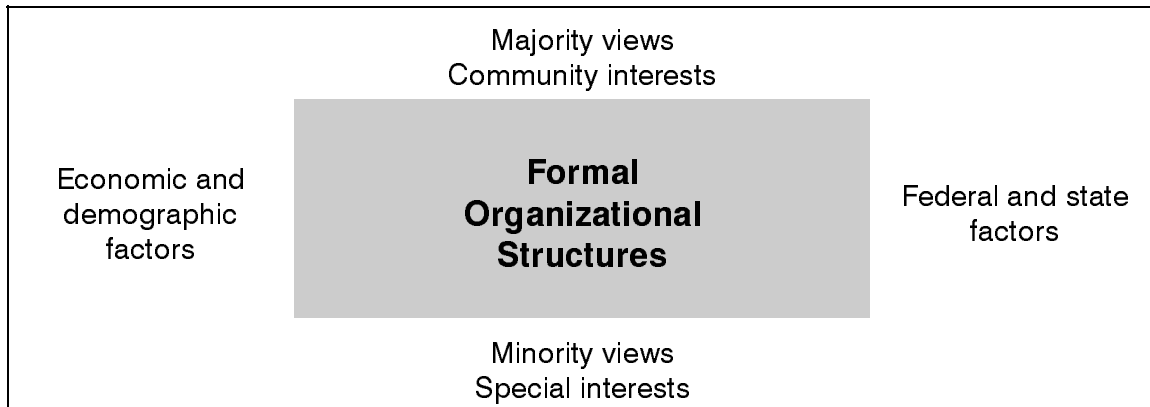 Majority views
Community interests
Economic and
demographic
factors
Formal
Organizational
Structures
Federal and state
factors
Minority views
Special interests